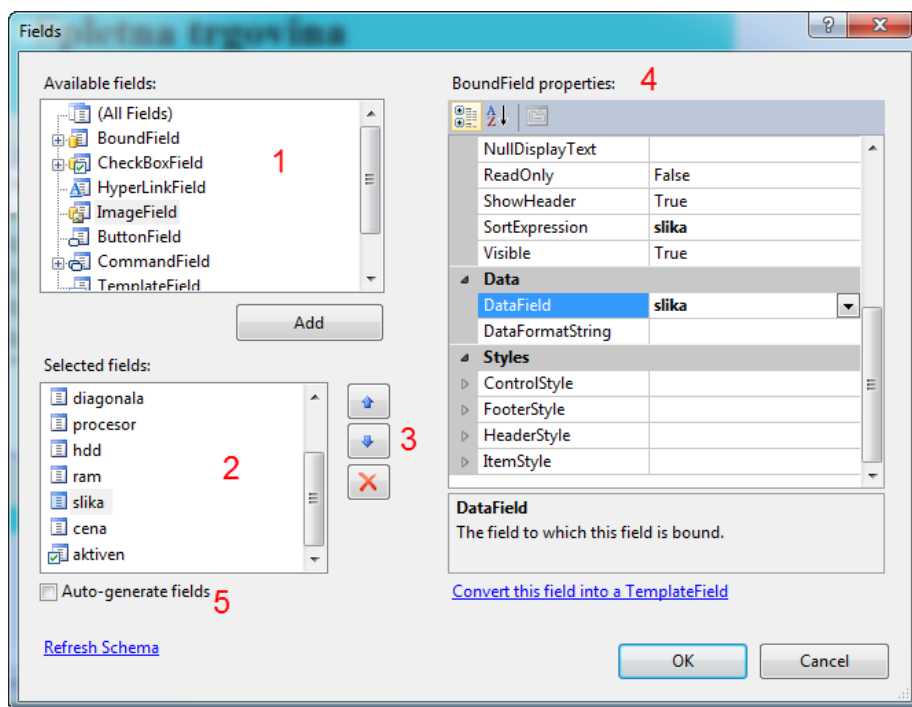 pletna trgovina
Fields
Available fields:
(All Fields)
BoundField
CheckBoxField
HyperLinkField
ImageField
ButtonField
CommandField
TemplateField
1
Add
Selected fields:
diagonala
procesor
hdd
ram
slika
cena
aktiven
2
3
Auto-generate fields
5
Refresh Schema
BoundField properties:
4
NullDisplayText
ReadOnly False
ShowHeader True
SortExpression slika
Visible True
Data
DataField slika
DataFormatString
Styles
ControlStyle
FooterStyle
HeaderStyle
ItemStyle
DataField
The field to which this field is bound.
Convert this field into a TemplateField
OK
Cancel